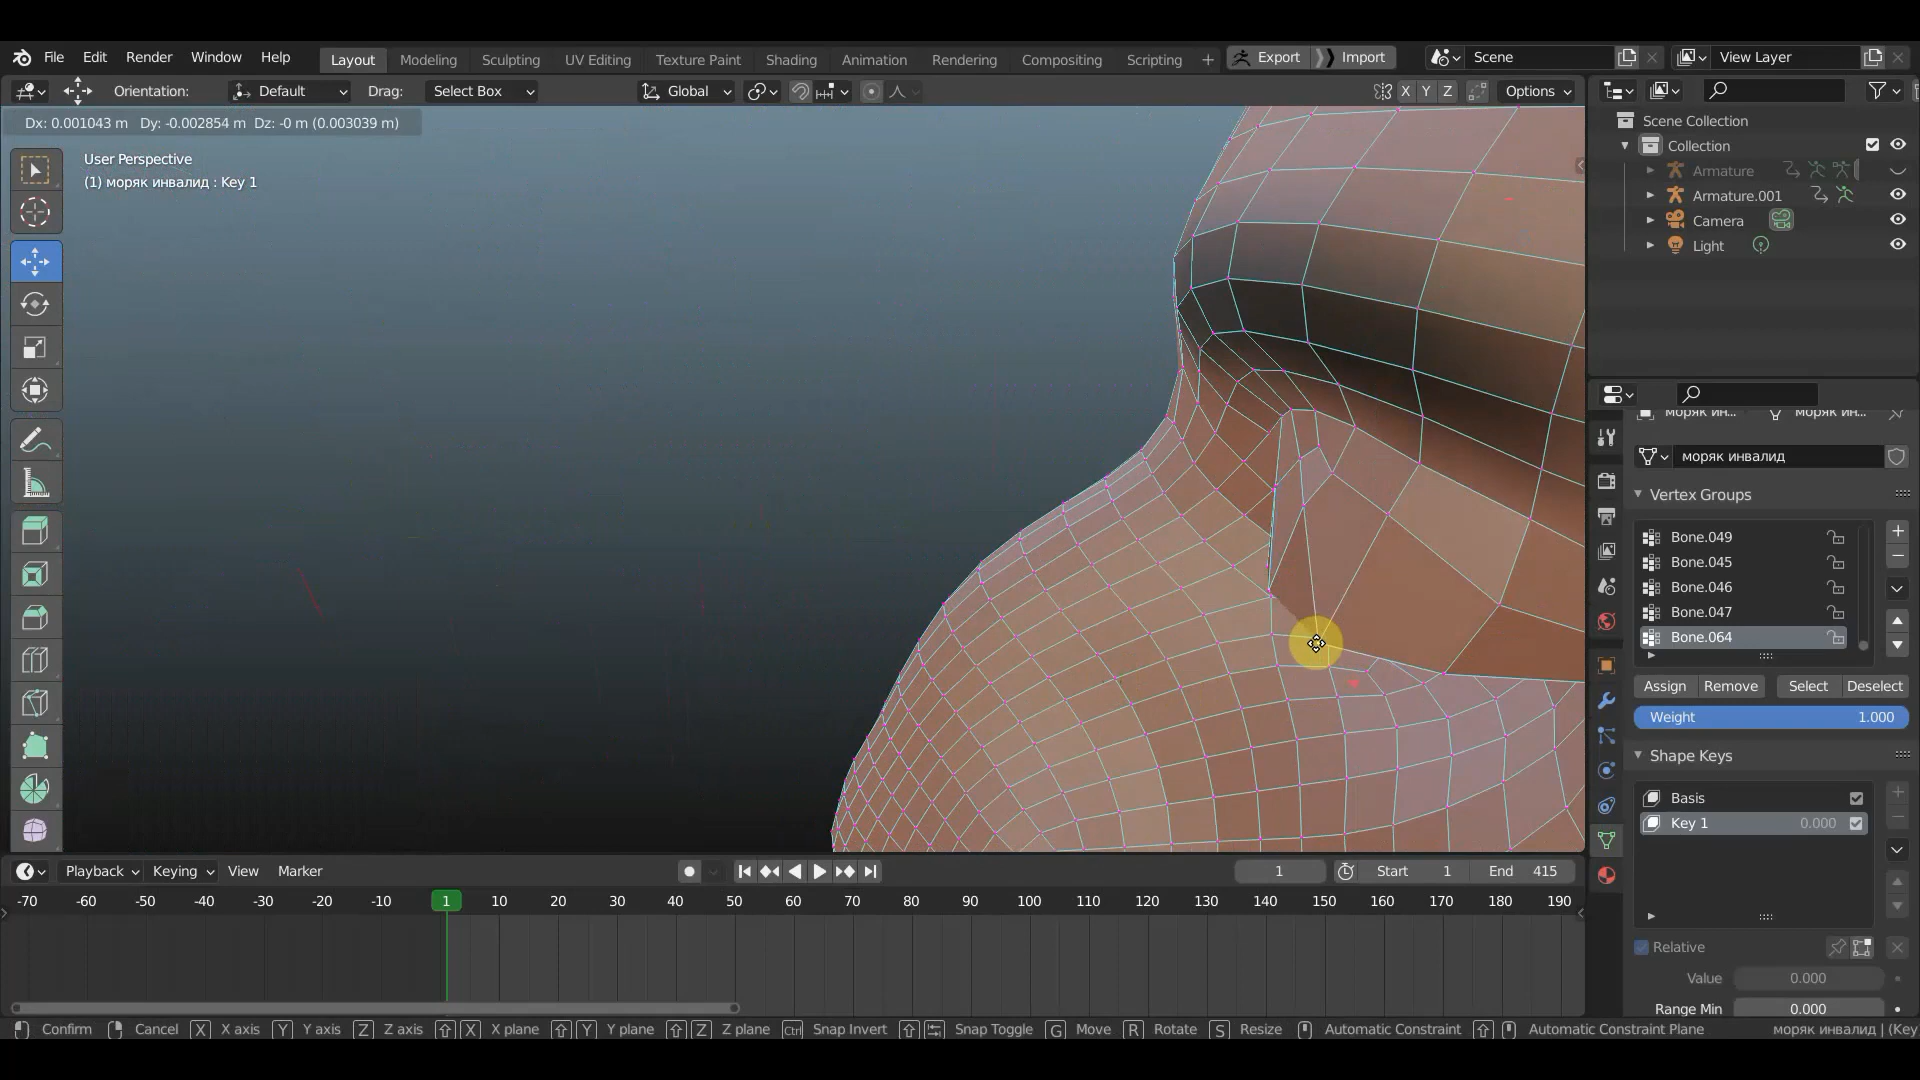 File Edit Render Window Help Layout Modeling Sculpting UV Editing Texture Paint Shading Animation Rendering Compositing Scripting + Export Import Scene View Layer
Orientation: Default Drag: Select Box Global X Y Z Options
Dx: 0.001043 m Dy: -0.002854 m Dz: -0 m (0.003039 m)
User Perspective
(1) моряк инвалид : Key 1
Scene Collection
Collection
Armature
Armature.001
Camera
Light
моряк ин... моряк ин...
моряк инвалид
Vertex Groups
Bone.049
Bone.045
Bone.046
Bone.047
Bone.064
Assign Remove Select Deselect
Weight 1.000
Shape Keys
Basis
Key 1 0.000
Relative
Value 0.000
Range Min 0.000
Playback Keying View Marker 1 Start 1 End 415
-70 -60 -50 -40 -30 -20 -10 1 10 20 30 40 50 60 70 80 90 100 110 120 130 140 150 160 170 180 190
Confirm Cancel X X axis Y Y axis Z Z axis X X plane Y Y plane Z Z plane Ctrl Snap Invert Snap Toggle G Move R Rotate S Resize Automatic Constraint Automatic Constraint Plane моряк инвалид | (Key